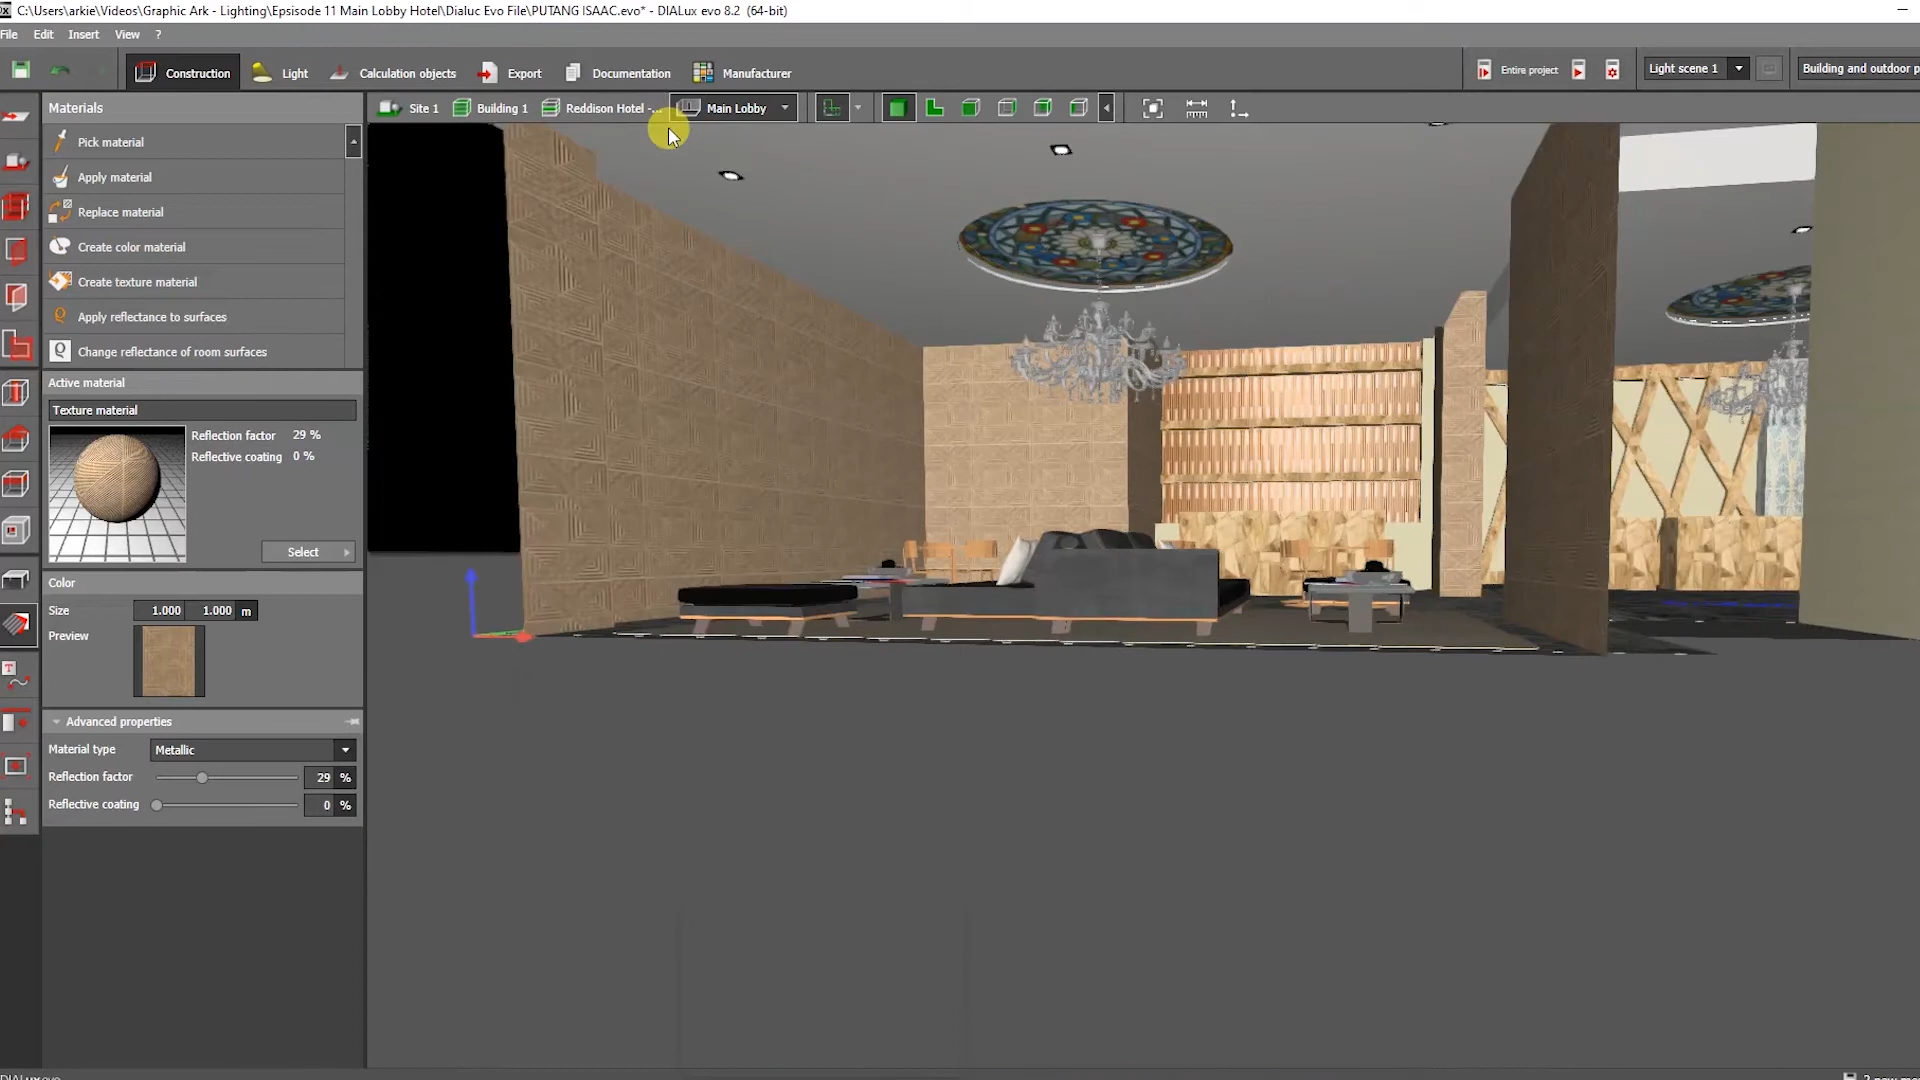 C:\Users\arkie\Videos\Graphic Ark - Lighting\Epsisode 11 Main Lobby Hotel\Dialuc Evo File\PUTANG ISAAC.evo* - DIALux evo 8.2 (64-bit)
File Edit Insert View ?
Construction Light Calculation objects Export Documentation Manufacturer Entire project Light scene 1 Building and outdoor p
Materials Site 1 Building 1 Reddison Hotel -... Main Lobby
Pick material
Apply material
Replace material
Create color material
Create texture material
Apply reflectance to surfaces
Change reflectance of room surfaces
Active material
Texture material
Reflection factor 29 %
Reflective coating 0 %
Select
Color
Size 1.000 1.000 m
Preview
Advanced properties
Material type Metallic
Reflection factor 29 %
Reflective coating 0 %